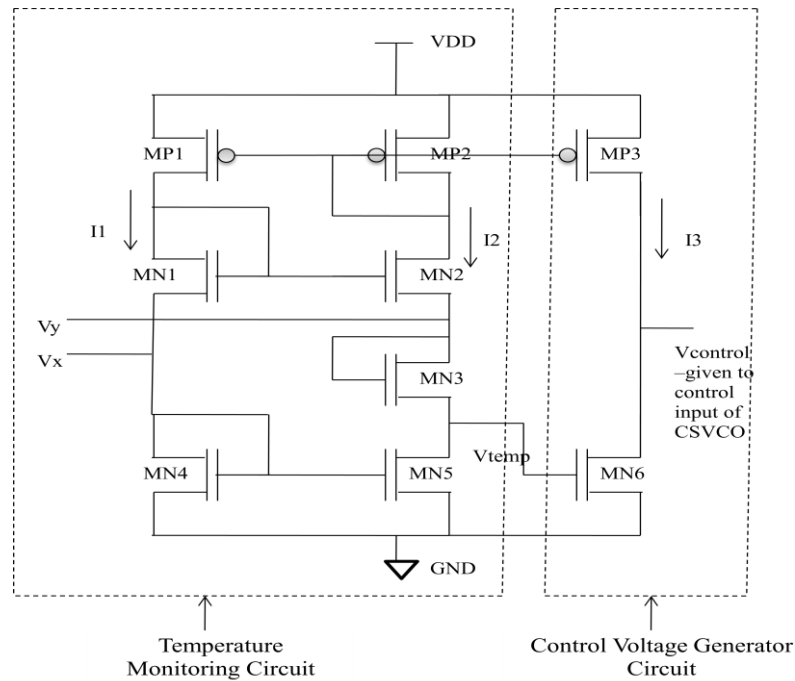 VDD
MP1
MP2
MP3
I1
I2
I3
MN1
MN2
Vy
Vx
MN3
Vcontrol
–given to
control
input of
CSVCO
MN4
MN5
Vtemp
MN6
GND
Temperature
Monitoring Circuit
Control Voltage Generator
Circuit